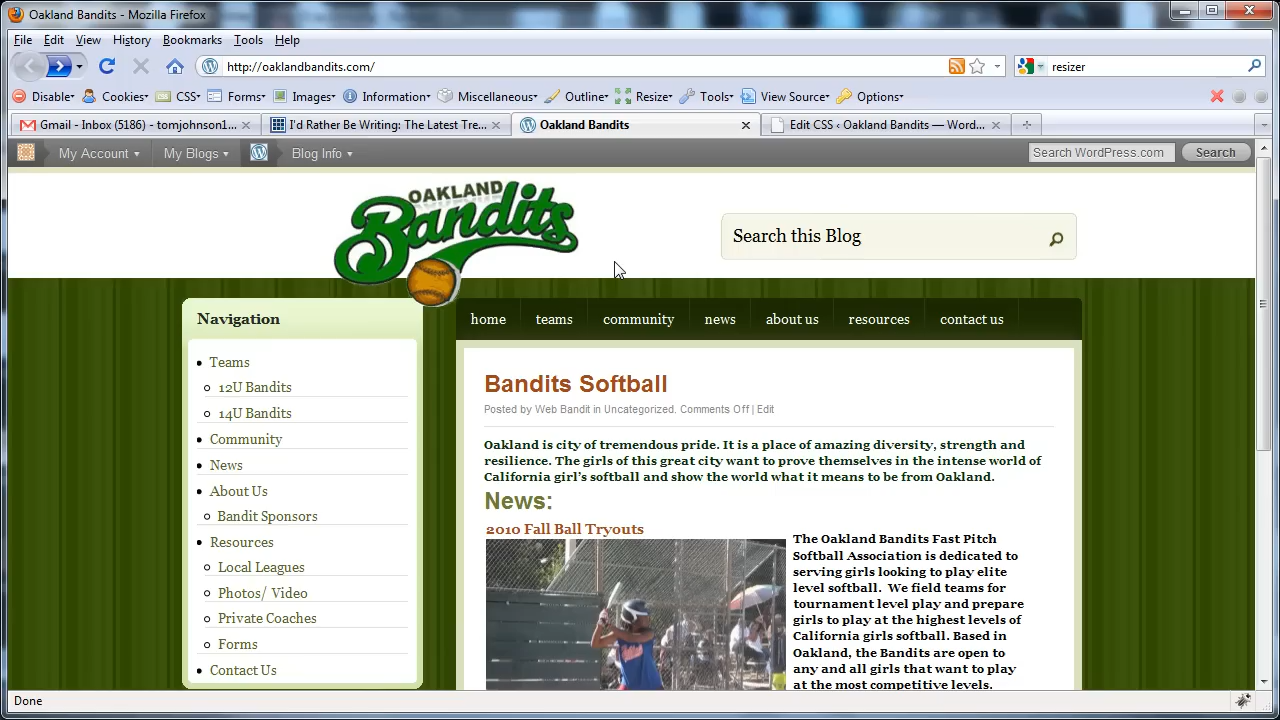 Oakland Bandits - Mozilla Firefox
File Edit View History Bookmarks Tools Help
http://oaklandbandits.com/ resizer
Disable Cookies CSS Forms Images Information Miscellaneous Outline Resize Tools View Source Options
Gmail - Inbox (5186) - tomjohnson1... I'd Rather Be Writing: The Latest Tre... Oakland Bandits Edit CSS ‹ Oakland Bandits — Word...
My Account My Blogs Blog Info Search WordPress.com Search
OAKLAND
Bandits
Search this Blog
Navigation
Teams
12U Bandits
14U Bandits
Community
News
About Us
Bandit Sponsors
Resources
Local Leagues
Photos/ Video
Private Coaches
Forms
Contact Us
home teams community news about us resources contact us
Bandits Softball
Posted by Web Bandit in Uncategorized. Comments Off | Edit
Oakland is city of tremendous pride. It is a place of amazing diversity, strength and
resilience. The girls of this great city want to prove themselves in the intense world of
California girl's softball and show the world what it means to be from Oakland.
News:
2010 Fall Ball Tryouts
The Oakland Bandits Fast Pitch
Softball Association is dedicated to
serving girls looking to play elite
level softball. We field teams for
tournament level play and prepare
girls to play at the highest levels of
California girls softball. Based in
Oakland, the Bandits are open to
any and all girls that want to play
at the most competitive levels.
Done